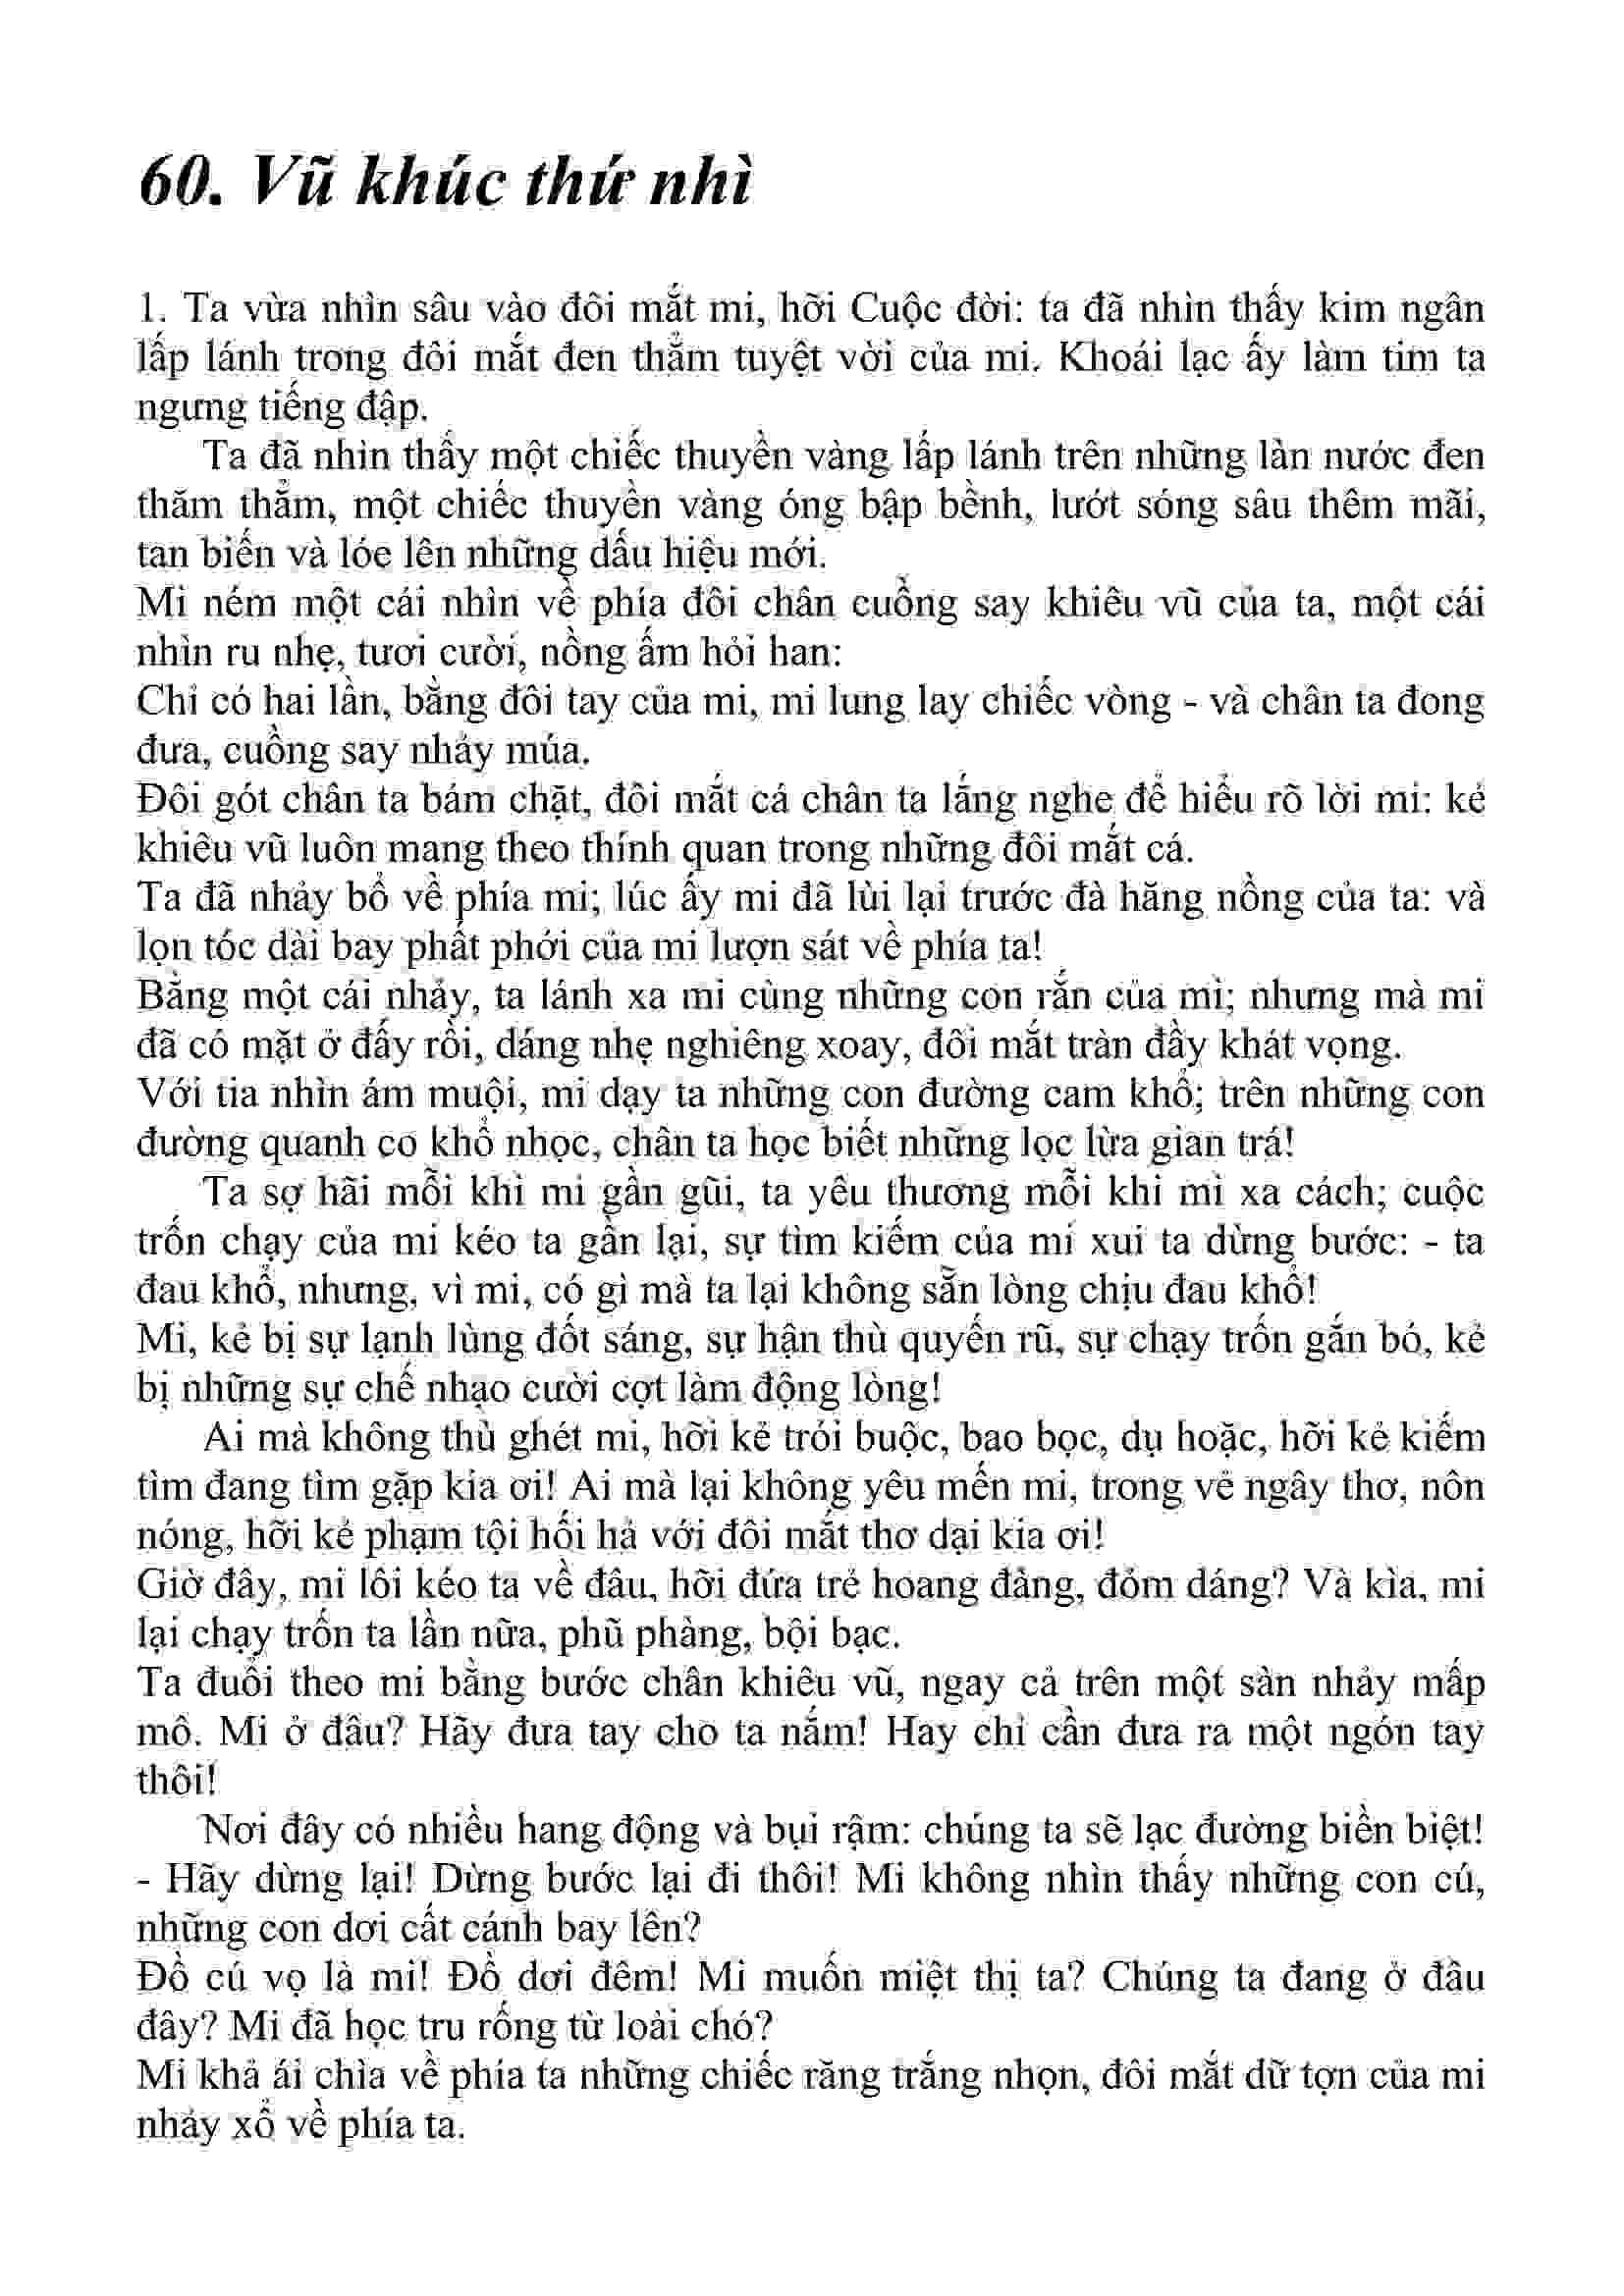 60. Vũ khúc thứ nhì
1. Ta vừa nhìn sâu vào đôi mắt mi, hỡi Cuộc đời: ta đã nhìn thấy kim ngân
lấp lánh trong đôi mắt đen thẳm tuyệt vời của mi. Khoái lạc ấy làm tim ta
ngưng tiếng đập.
Ta đã nhìn thấy một chiếc thuyền vàng lấp lánh trên những làn nước đen
thăm thẳm, một chiếc thuyền vàng óng bập bềnh, lướt sóng sâu thêm mãi,
tan biến và lóe lên những dấu hiệu mới.
Mi ném một cái nhìn về phía đôi chân cuồng say khiêu vũ của ta, một cái
nhìn ru nhẹ, tươi cười, nồng ấm hỏi han:
Chỉ có hai lần, bằng đôi tay của mi, mi lung lay chiếc vòng - và chân ta đong
đưa, cuồng say nhảy múa.
Đôi gót chân ta bám chặt, đôi mắt cá chân ta lắng nghe để hiểu rõ lời mi: kẻ
khiêu vũ luôn mang theo thính quan trong những đôi mắt cá.
Ta đã nhảy bổ về phía mi; lúc ấy mi đã lùi lại trước đà hăng nồng của ta: và
lọn tóc dài bay phất phới của mi lượn sát về phía ta!
Bằng một cái nhảy, ta lánh xa mi cùng những con rắn của mi; nhưng mà mi
đã có mặt ở đấy rồi, dáng nhẹ nghiêng xoay, đôi mắt tràn đầy khát vọng.
Với tia nhìn ám muội, mi dạy ta những con đường cam khổ; trên những con
đường quanh co khổ nhọc, chân ta học biết những lọc lừa gian trá!
Ta sợ hãi mỗi khi mi gần gũi, ta yêu thương mỗi khi mi xa cách; cuộc
trốn chạy của mi kéo ta gần lại, sự tìm kiếm của mi xui ta dừng bước: - ta
đau khổ, nhưng, vì mi, có gì mà ta lại không sẵn lòng chịu đau khổ!
Mi, kẻ bị sự lạnh lùng đốt sáng, sự hận thù quyến rũ, sự chạy trốn gắn bó, kẻ
bị những sự chế nhạo cười cợt làm động lòng!
Ai mà không thù ghét mi, hỡi kẻ trói buộc, bao bọc, dụ hoặc, hỡi kẻ kiếm
tìm đang tìm gặp kia ơi! Ai mà lại không yêu mến mi, trong vẻ ngây thơ, nôn
nóng, hỡi kẻ phạm tội hối hả với đôi mắt thơ dại kia ơi!
Giờ đây, mi lôi kéo ta về đâu, hỡi đứa trẻ hoang đảng, đỏm dáng? Và kìa, mi
lại chạy trốn ta lần nữa, phũ phàng, bội bạc.
Ta đuổi theo mi bằng bước chân khiêu vũ, ngay cả trên một sàn nhảy mấp
mô. Mi ở đâu? Hãy đưa tay cho ta nắm! Hay chỉ cần đưa ra một ngón tay
thôi!
Nơi đây có nhiều hang động và bụi rậm: chúng ta sẽ lạc đường biền biệt!
- Hãy dừng lại! Dừng bước lại đi thôi! Mi không nhìn thấy những con cú,
những con dơi cất cánh bay lên?
Đồ cú vọ là mi! Đồ dơi đêm! Mi muốn miệt thị ta? Chúng ta đang ở đâu
đây? Mi đã học tru rống từ loài chó?
Mi khả ái chìa về phía ta những chiếc răng trắng nhọn, đôi mắt dữ tợn của mi
nhảy xổ về phía ta.